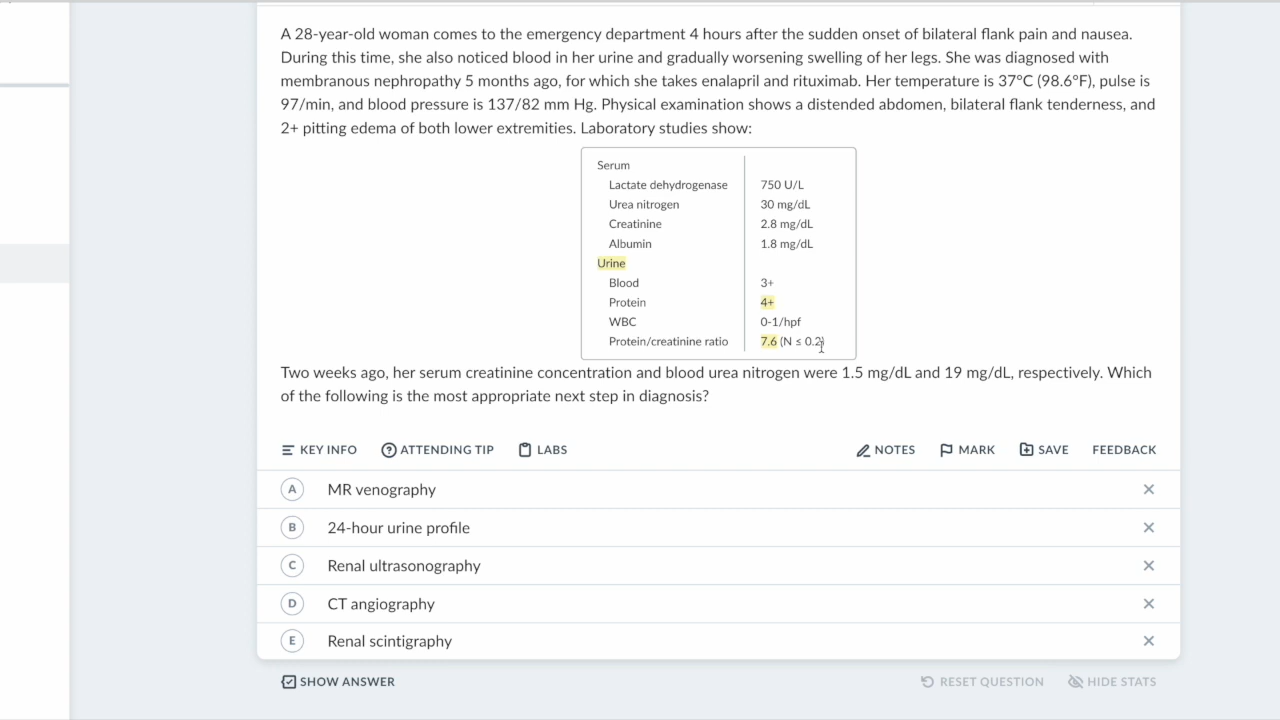 A 28-year-old woman comes to the emergency department 4 hours after the sudden onset of bilateral flank pain and nausea.
During this time, she also noticed blood in her urine and gradually worsening swelling of her legs. She was diagnosed with
membranous nephropathy 5 months ago, for which she takes enalapril and rituximab. Her temperature is 37°C (98.6°F), pulse is
97/min, and blood pressure is 137/82 mm Hg. Physical examination shows a distended abdomen, bilateral flank tenderness, and
2+ pitting edema of both lower extremities. Laboratory studies show:
Serum
Lactate dehydrogenase 750 U/L
Urea nitrogen 30 mg/dL
Creatinine 2.8 mg/dL
Albumin 1.8 mg/dL
Urine
Blood 3+
Protein 4+
WBC 0-1/hpf
Protein/creatinine ratio 7.6 (N ≤ 0.2)
Two weeks ago, her serum creatinine concentration and blood urea nitrogen were 1.5 mg/dL and 19 mg/dL, respectively. Which
of the following is the most appropriate next step in diagnosis?
KEY INFO ATTENDING TIP LABS NOTES MARK SAVE FEEDBACK
A MR venography
B 24-hour urine profile
C Renal ultrasonography
D CT angiography
E Renal scintigraphy
SHOW ANSWER RESET QUESTION HIDE STATS